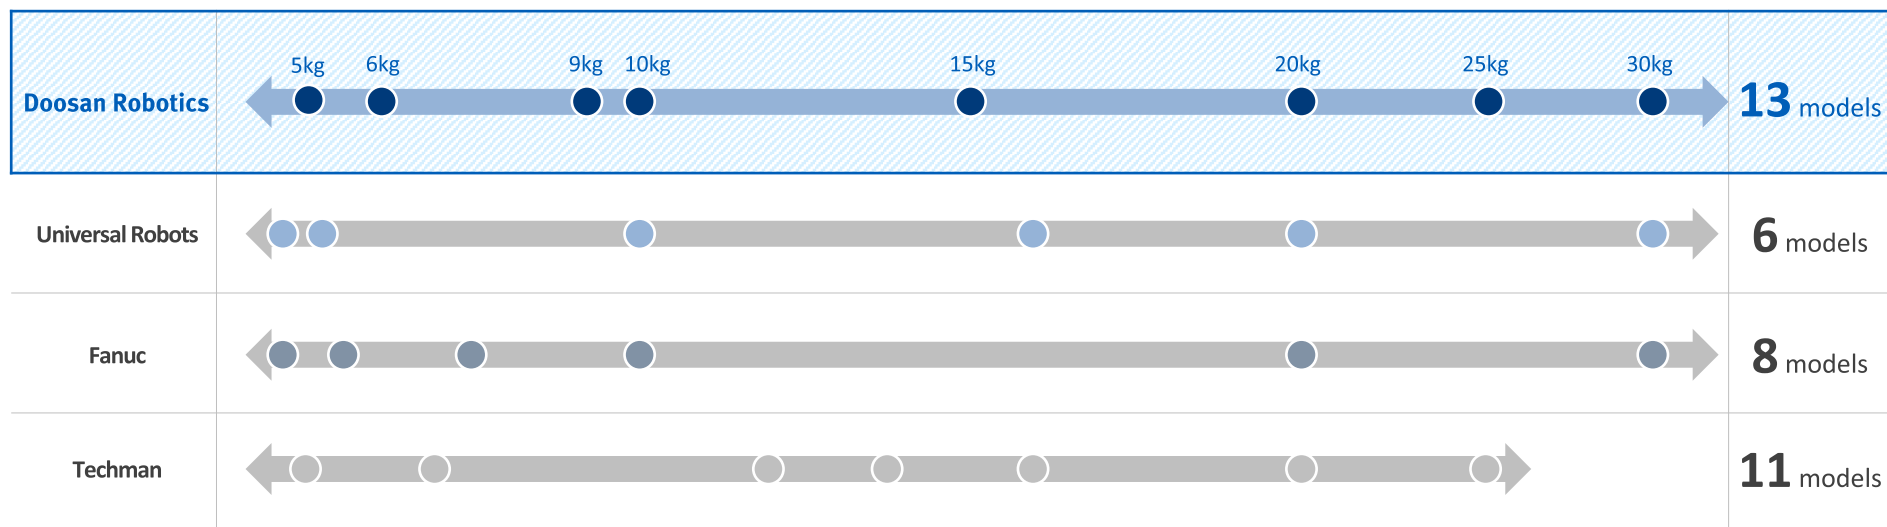 5kg 6kg 9kg 10kg 15kg 20kg 25kg 30kg
Doosan Robotics 13 models
Universal Robots 6 models
Fanuc 8 models
Techman 11 models